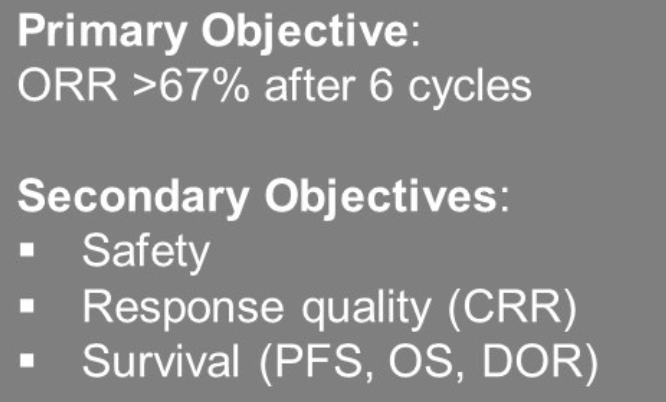 Primary Objective:
ORR >67% after 6 cycles
Secondary Objectives:
▪ Safety
▪ Response quality (CRR)
▪ Survival (PFS, OS, DOR)